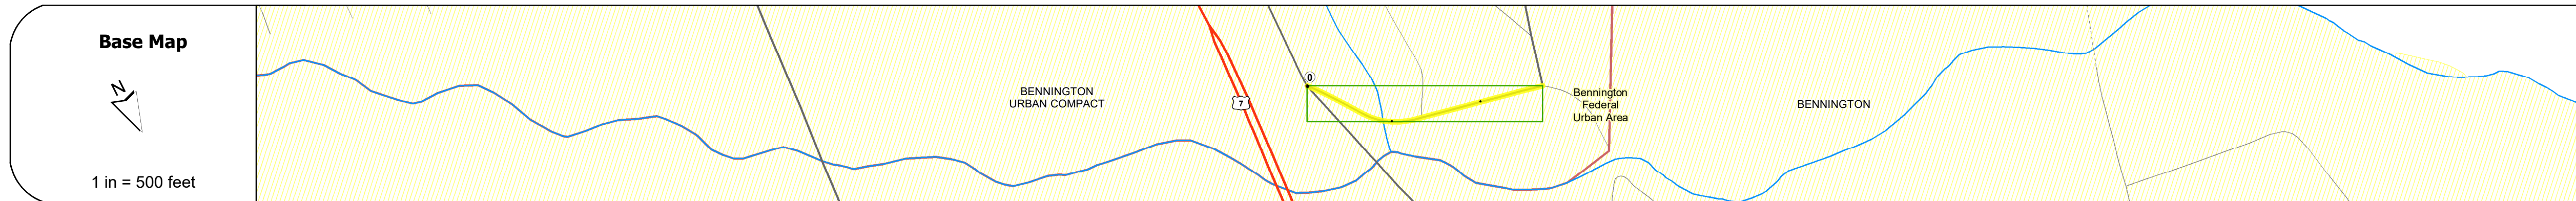 Base Map
N
1 in = 500 feet
BENNINGTON
URBAN COMPACT
7
0
Bennington
Federal
Urban Area
BENNINGTON